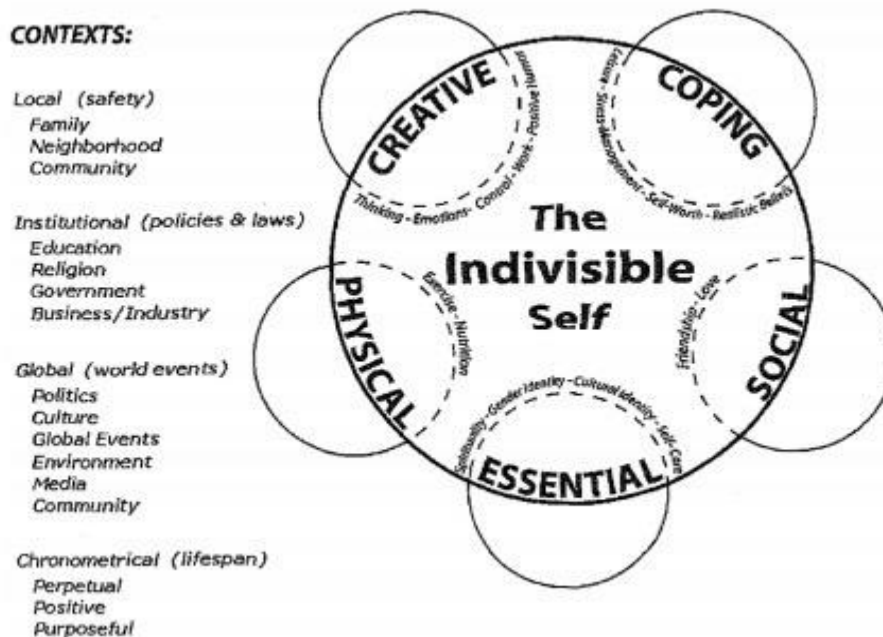 CONTEXTS:
Local (safety)
Family
Neighborhood
Community
Institutional (policies & laws)
Education
Religion
Government
Business/Industry
Global (world events)
Politics
Culture
Global Events
Environment
Media
Community
Chronometrical (lifespan)
Perpetual
Positive
Purposeful
CREATIVE
Thinking - Emotions - Control - Work - Positive Humor
COPING
Leisure - Stress Management - Self-Worth - Realistic Beliefs
The
Indivisible
Self
PHYSICAL
Exercise - Nutrition
SOCIAL
Friendship - Love
Spirituality - Gender Identity - Cultural Identity - Self-Care
ESSENTIAL